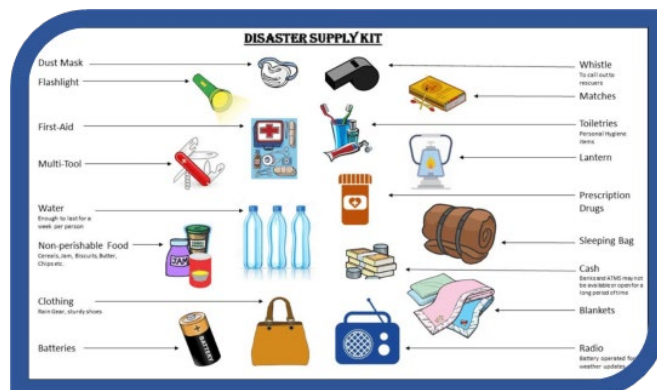 DISASTER SUPPLY KIT
Dust Mask
Flashlight
First-Aid
Multi-Tool
Water
Enough to last for a
week per person
Non-perishable Food
Cereals, Jam, Biscuits, Butter,
Chips etc.
Clothing
Rain Gear, sturdy shoes
Batteries
JAM
BATTERY
Whistle
To call out to
rescuers
Matches
Toiletries
Personal Hygiene
items
Lantern
Prescription
Drugs
Sleeping Bag
Cash
Banks and ATMS may not
be available or open for a
long period of time
Blankets
Radio
Battery operated for
weather updates